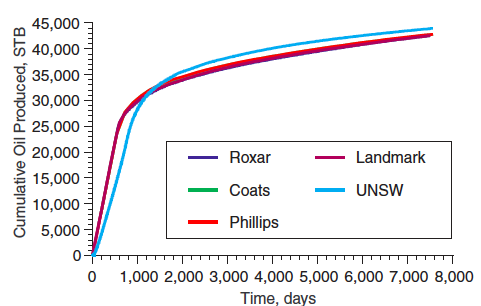 Cumulative Oil Produced, STB
45,000
40,000
35,000
30,000
25,000
20,000
15,000
10,000
5,000
0
Roxar
Landmark
Coats
UNSW
Phillips
0 1,000 2,000 3,000 4,000 5,000 6,000 7,000 8,000
Time, days